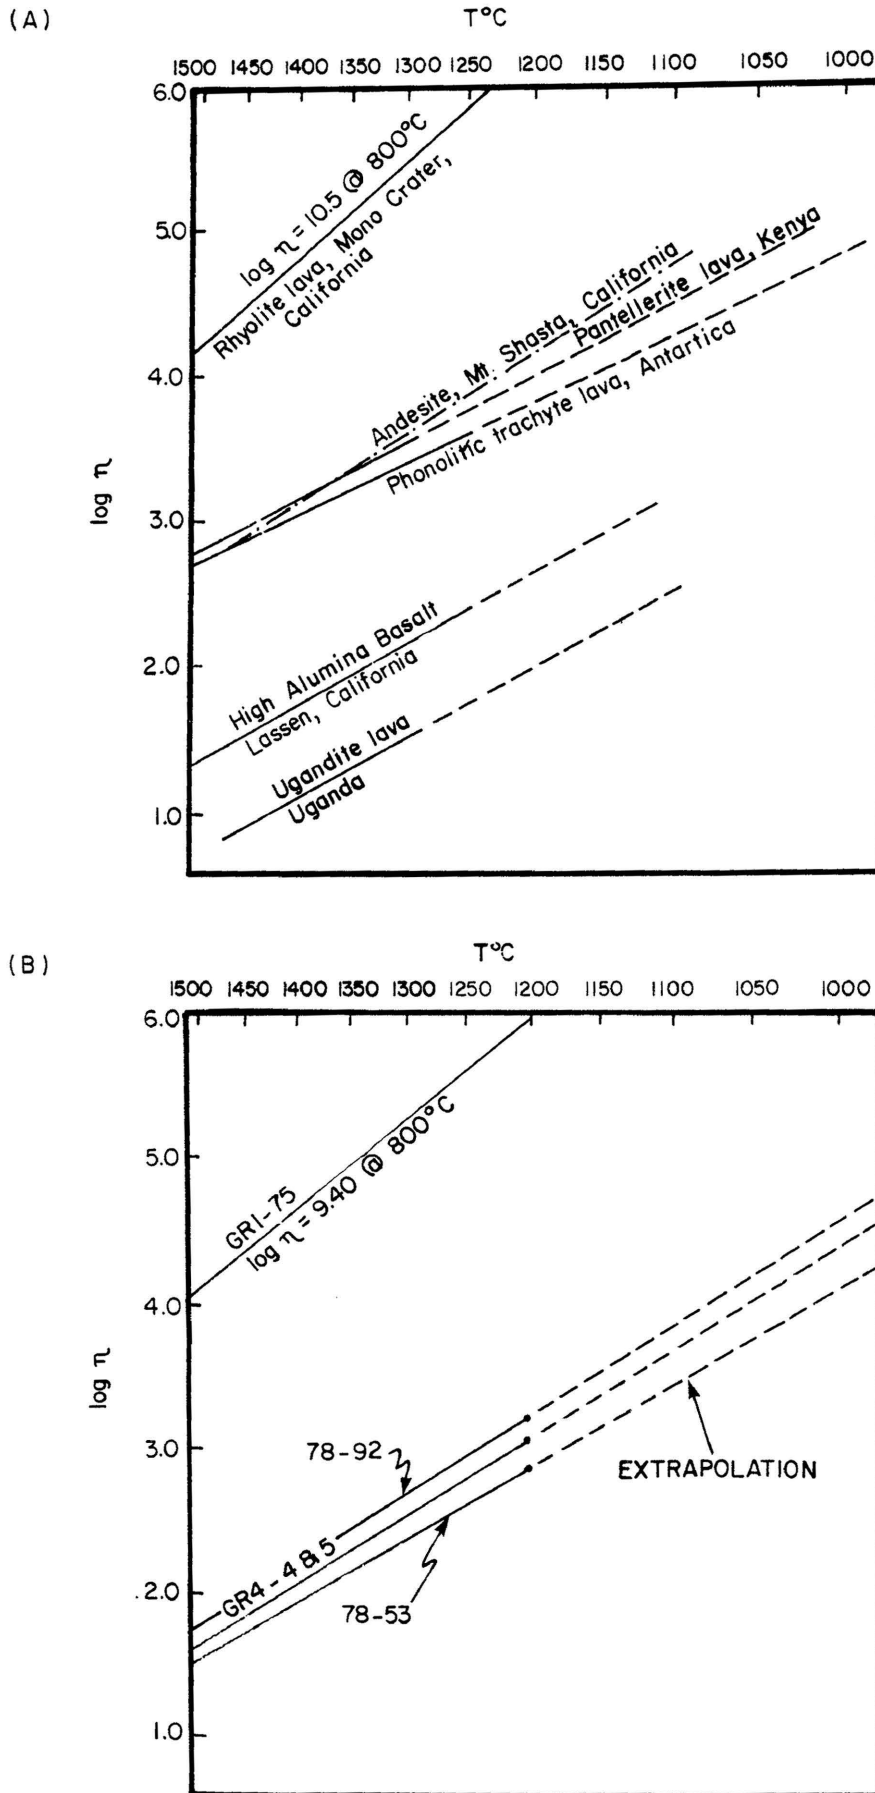 (A)
T°C
1500 1450 1400 1350 1300 1250 1200 1150 1100 1050 1000
6.0
5.0
4.0
3.0
2.0
1.0
log η
log η = 10.5 @ 800°C
Rhyolite lava, Mono Crater,
California
Andesite, Mt. Shasta, California
Pantellerite lava, Kenya
Phonolitic trachyte lava, Antartica
High Alumina Basalt
Lassen, California
Ugandite lava
Uganda
(B)
T°C
1500 1450 1400 1350 1300 1250 1200 1150 1100 1050 1000
6.0
5.0
4.0
3.0
2.0
1.0
log η
GR1-75
log η = 9.40 @ 800°C
78-92
GR4-4&5
78-53
EXTRAPOLATION